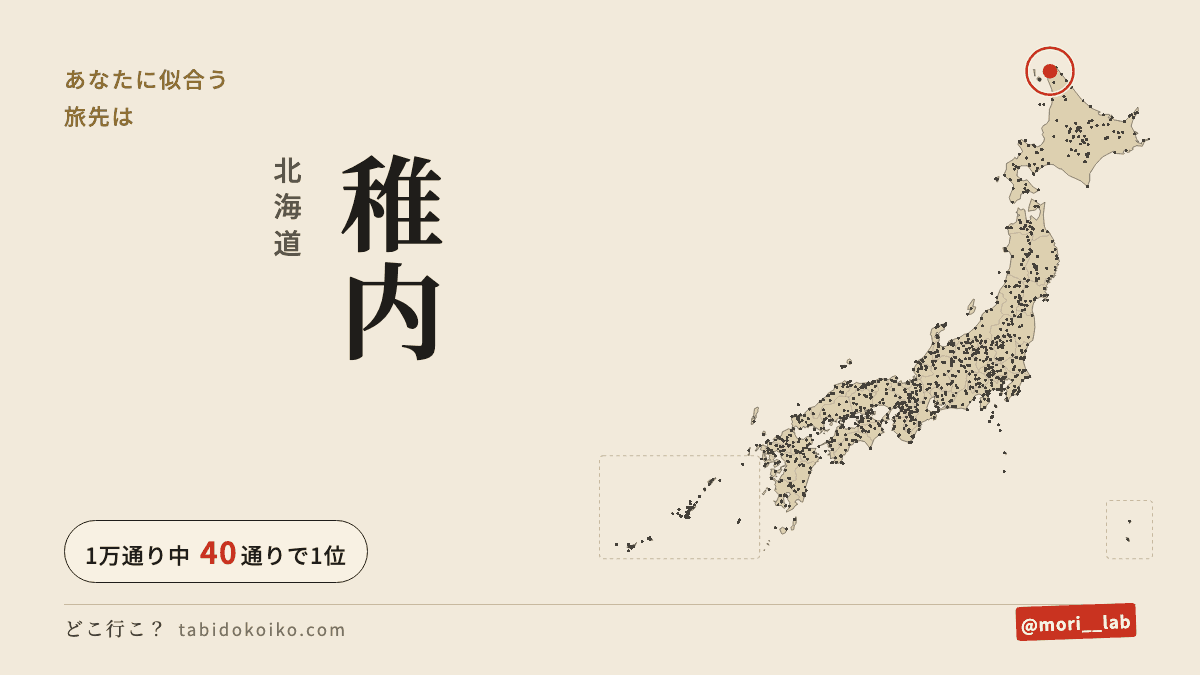 あなたに似合う
旅先は
稚内
北海道
1万通り中 40通りで1位
どこ行こ？ tabidokoiko.com
@mori__lab